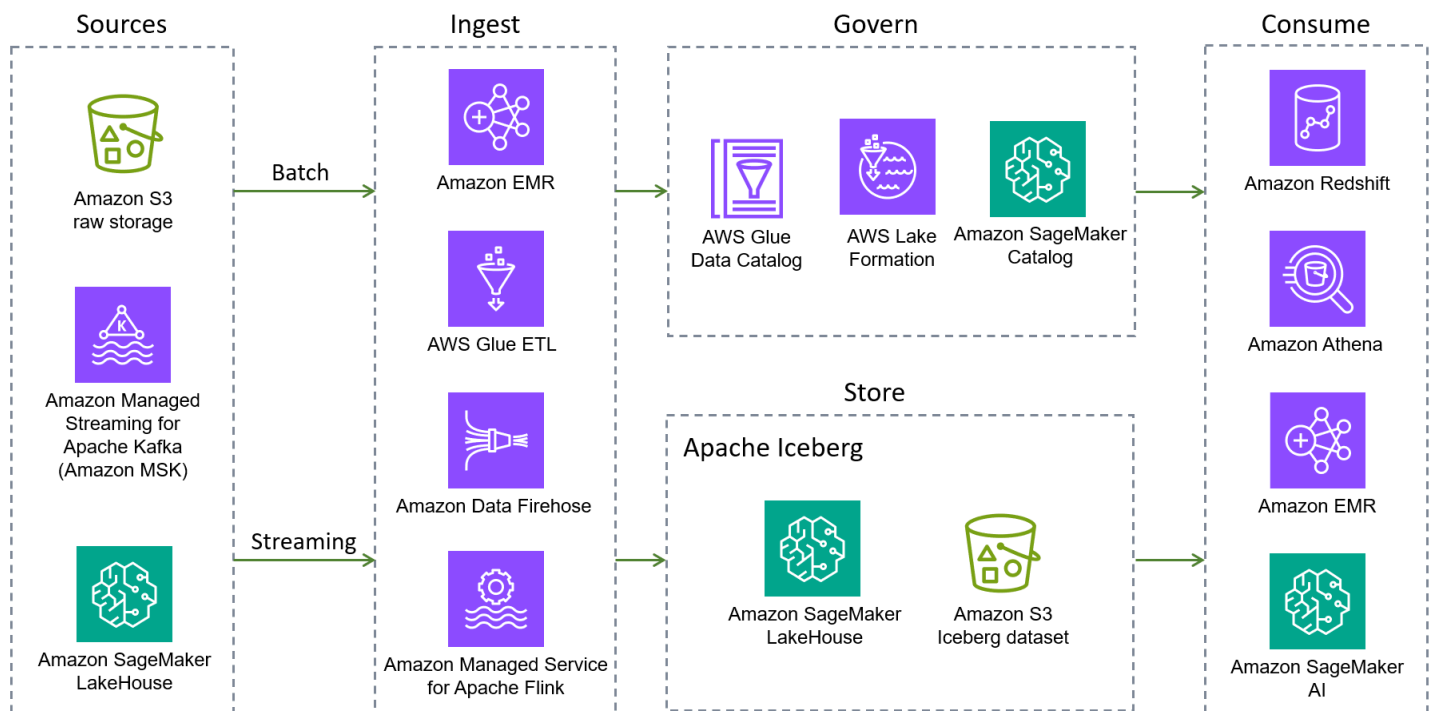 Sources
Amazon S3
raw storage
Amazon Managed
Streaming for
Apache Kafka
(Amazon MSK)
K
Amazon SageMaker
LakeHouse
Batch
Streaming
Ingest
Amazon EMR
AWS Glue ETL
Amazon Data Firehose
Amazon Managed Service
for Apache Flink
Govern
AWS Glue
Data Catalog
AWS Lake
Formation
Amazon SageMaker
Catalog
Store
Apache Iceberg
Amazon SageMaker
LakeHouse
Amazon S3
Iceberg dataset
Consume
Amazon Redshift
Amazon Athena
Amazon EMR
Amazon SageMaker
AI